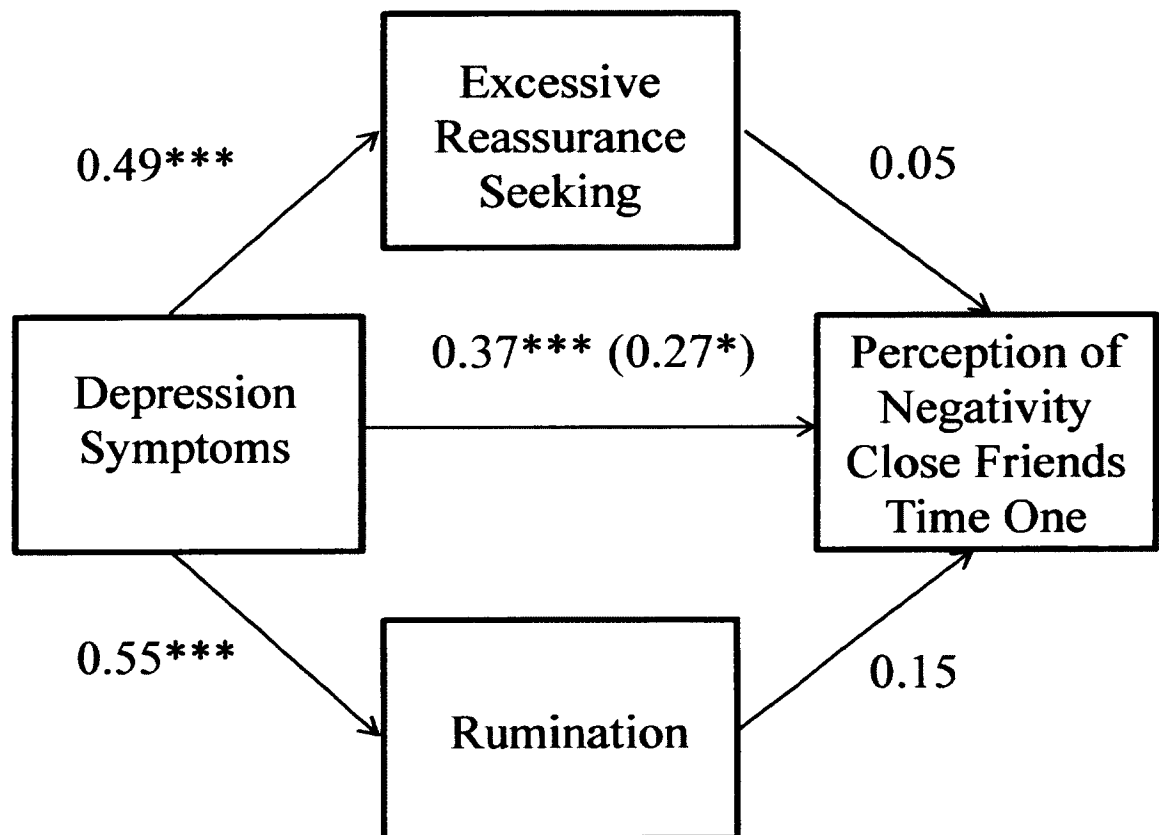 Excessive
Reassurance
Seeking
0.49***
0.05
0.37*** (0.27*)
Depression
Symptoms
Perception of
Negativity
Close Friends
Time One
0.55***
0.15
Rumination